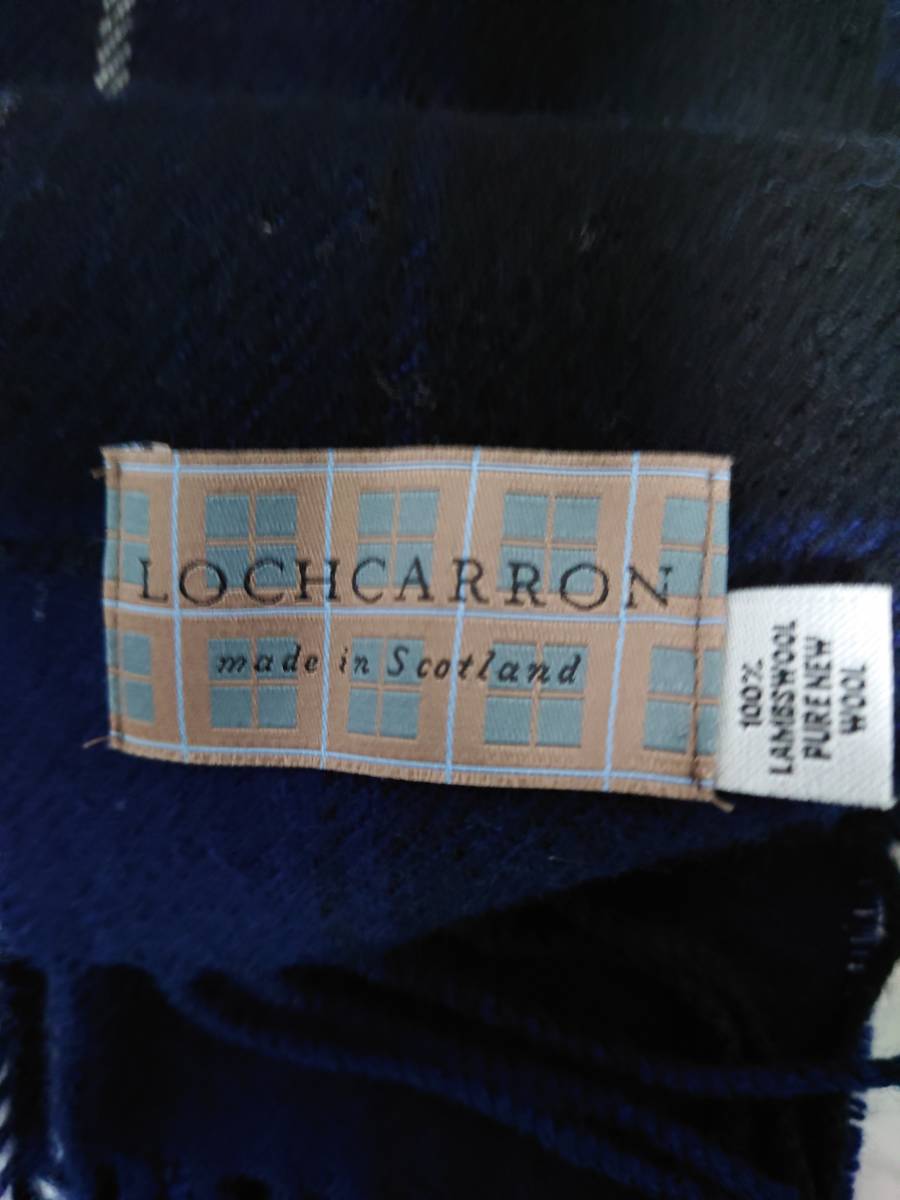 LOCHCARRON
made in Scotland
100%
LAMBSWOOL
PURE NEW
WOOL